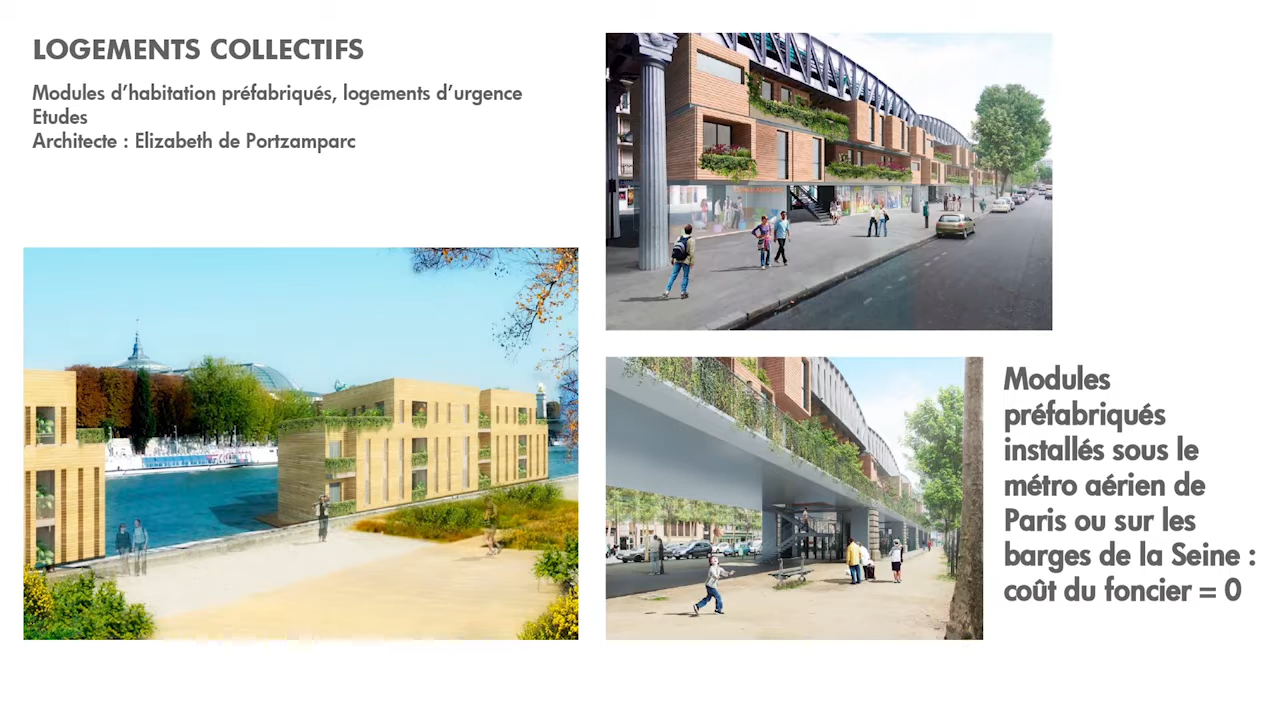 LOGEMENTS COLLECTIFS
Modules d’habitation préfabriqués, logements d’urgence
Etudes
Architecte : Elizabeth de Portzamparc
Modules
préfabriqués
installés sous le
métro aérien de
Paris ou sur les
barges de la Seine :
coût du foncier = 0